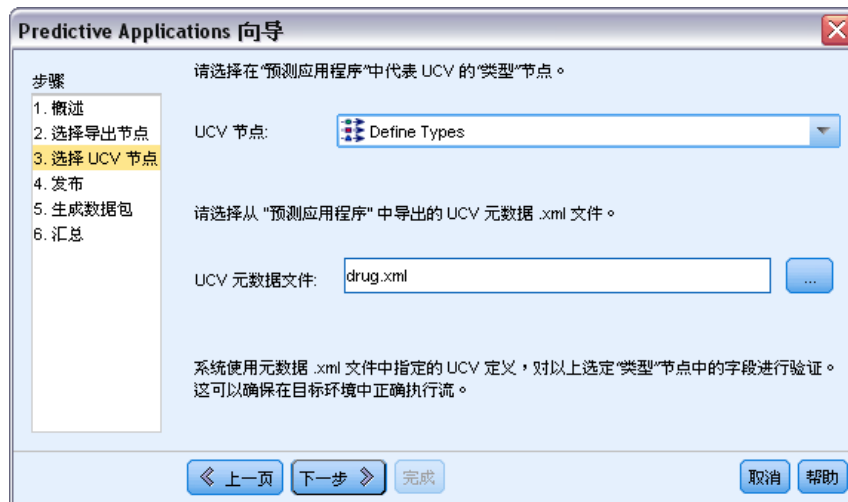 Predictive Applications 向导
步骤
1. 概述
2. 选择导出节点
3. 选择 UCV 节点
4. 发布
5. 生成数据包
6. 汇总
请选择在“预测应用程序”中代表 UCV 的“类型”节点。
UCV 节点:
Define Types
请选择从 "预测应用程序" 中导出的 UCV 元数据 .xml 文件。
UCV 元数据文件:
drug.xml
...
系统使用元数据 .xml 文件中指定的 UCV 定义，对以上选定“类型”节点中的字段进行验证。
这可以确保在目标环境中正确执行流。
上一页
下一步
完成
取消
帮助